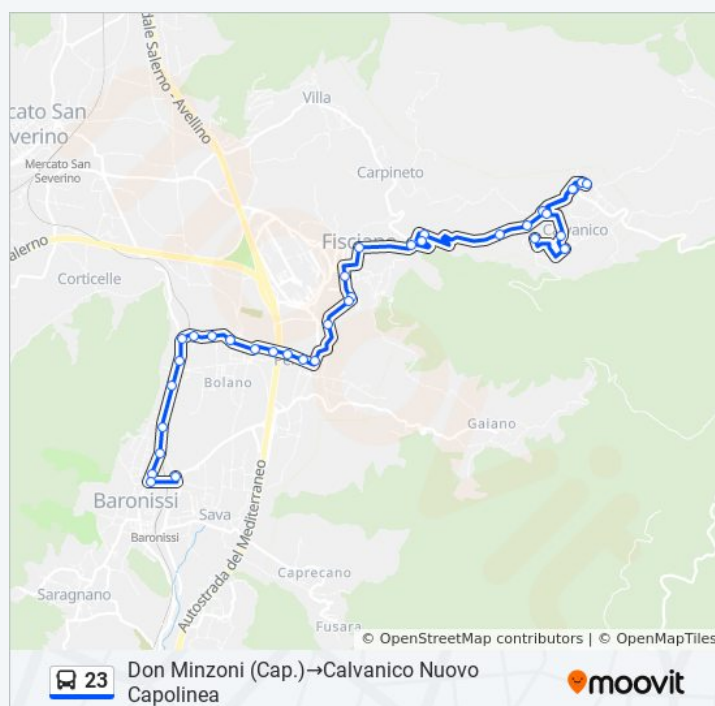 dale Salerno - Avellino
cato San
everino
Mercato San
Severino
Villa
Carpineto
Fisciano
Calvanico
Salerno
Corticelle
Bolano
Gaiano
Baronissi
Sava
Baronissi
Autostrada del Mediterraneo
Caprecano
Saragnano
Fusara
© OpenStreetMap contributors | © OpenMapTiles
23
Don Minzoni (Cap.)→Calvanico Nuovo
Capolinea
moovit